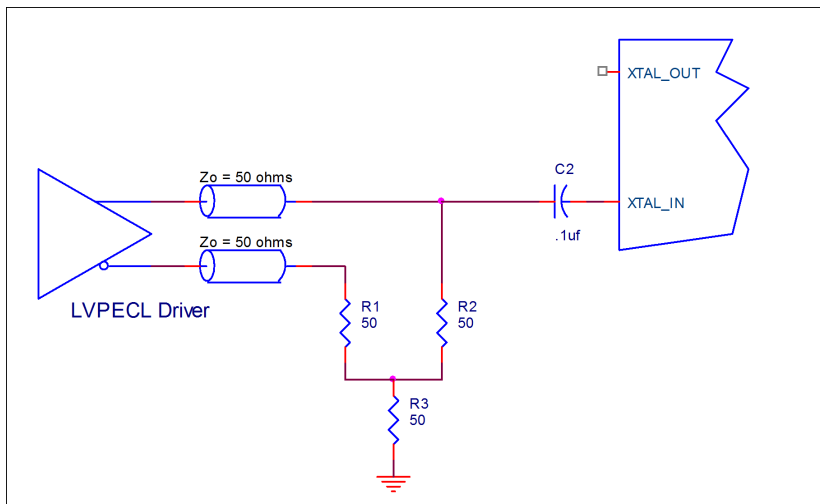 XTAL_OUT
Zo = 50 ohms
C2
XTAL_IN
.1uf
Zo = 50 ohms
LVPECL Driver
R1
50
R2
50
R3
50